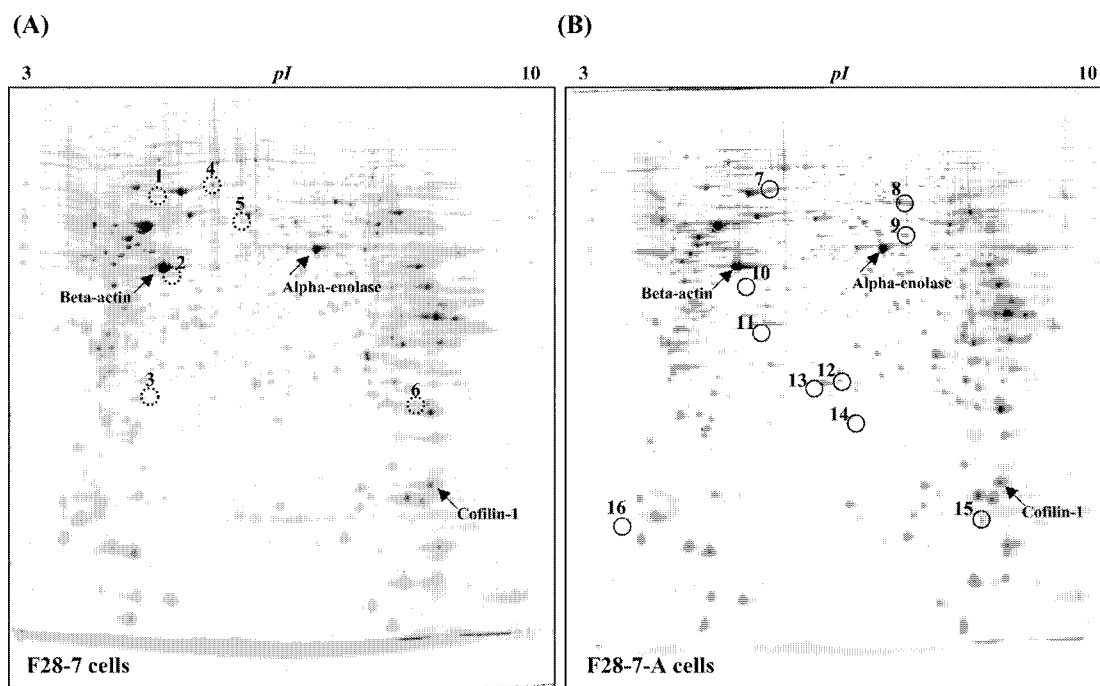 (A)
3 pI 10
1
4
5
2
Beta-actin
Alpha-enolase
3
6
Cofilin-1
F28-7 cells
(B)
3 pI 10
7
8
9
Beta-actin
10
Alpha-enolase
11
13 12
14
16
15
Cofilin-1
F28-7-A cells